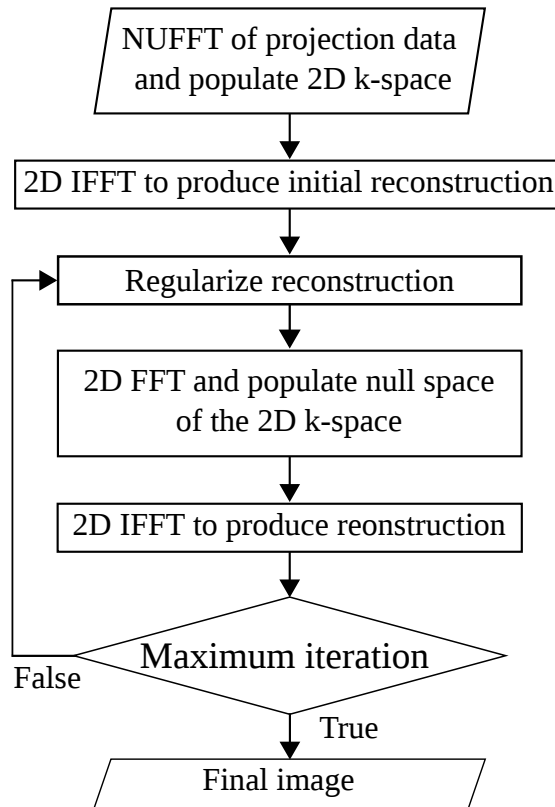 NUFFT of projection data
and populate 2D k-space
2D IFFT to produce initial reconstruction
Regularize reconstruction
2D FFT and populate null space
of the 2D k-space
2D IFFT to produce reonstruction
Maximum iteration
False
True
Final image